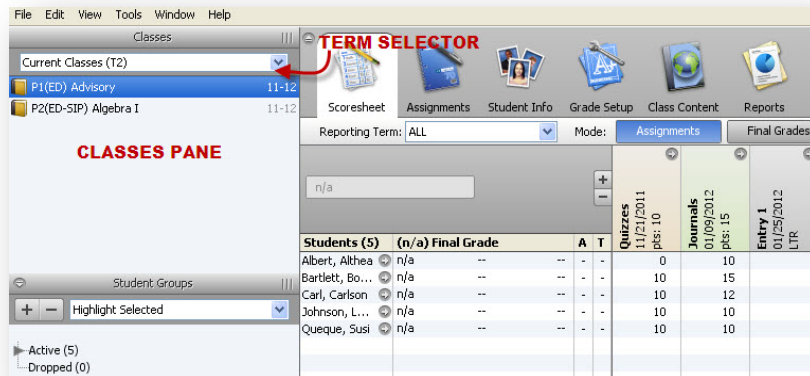 File Edit View Tools Window Help
Classes
TERM SELECTOR
Current Classes (T2)
P1(ED) Advisory 11-12
P2(ED-SIP) Algebra I 11-12
CLASSES PANE
Scoresheet Assignments Student Info Grade Setup Class Content Reports
Reporting Term: ALL Mode: Assignments Final Grades
n/a
+
-
Quizzes
11/21/2011
pts: 10
Journals
01/09/2012
pts: 15
Entry 1
01/25/2012
LTR
Students (5) (n/a) Final Grade A T
Albert, Althea n/a -- -- - - 0 10
Bartlett, Bo... n/a -- -- - - 10 15
Carl, Carlson n/a -- -- - - 10 12
Johnson, L... n/a -- -- - - 10 10
Queque, Susi n/a -- -- - - 10 10
Student Groups
+ - Highlight Selected
Active (5)
Dropped (0)